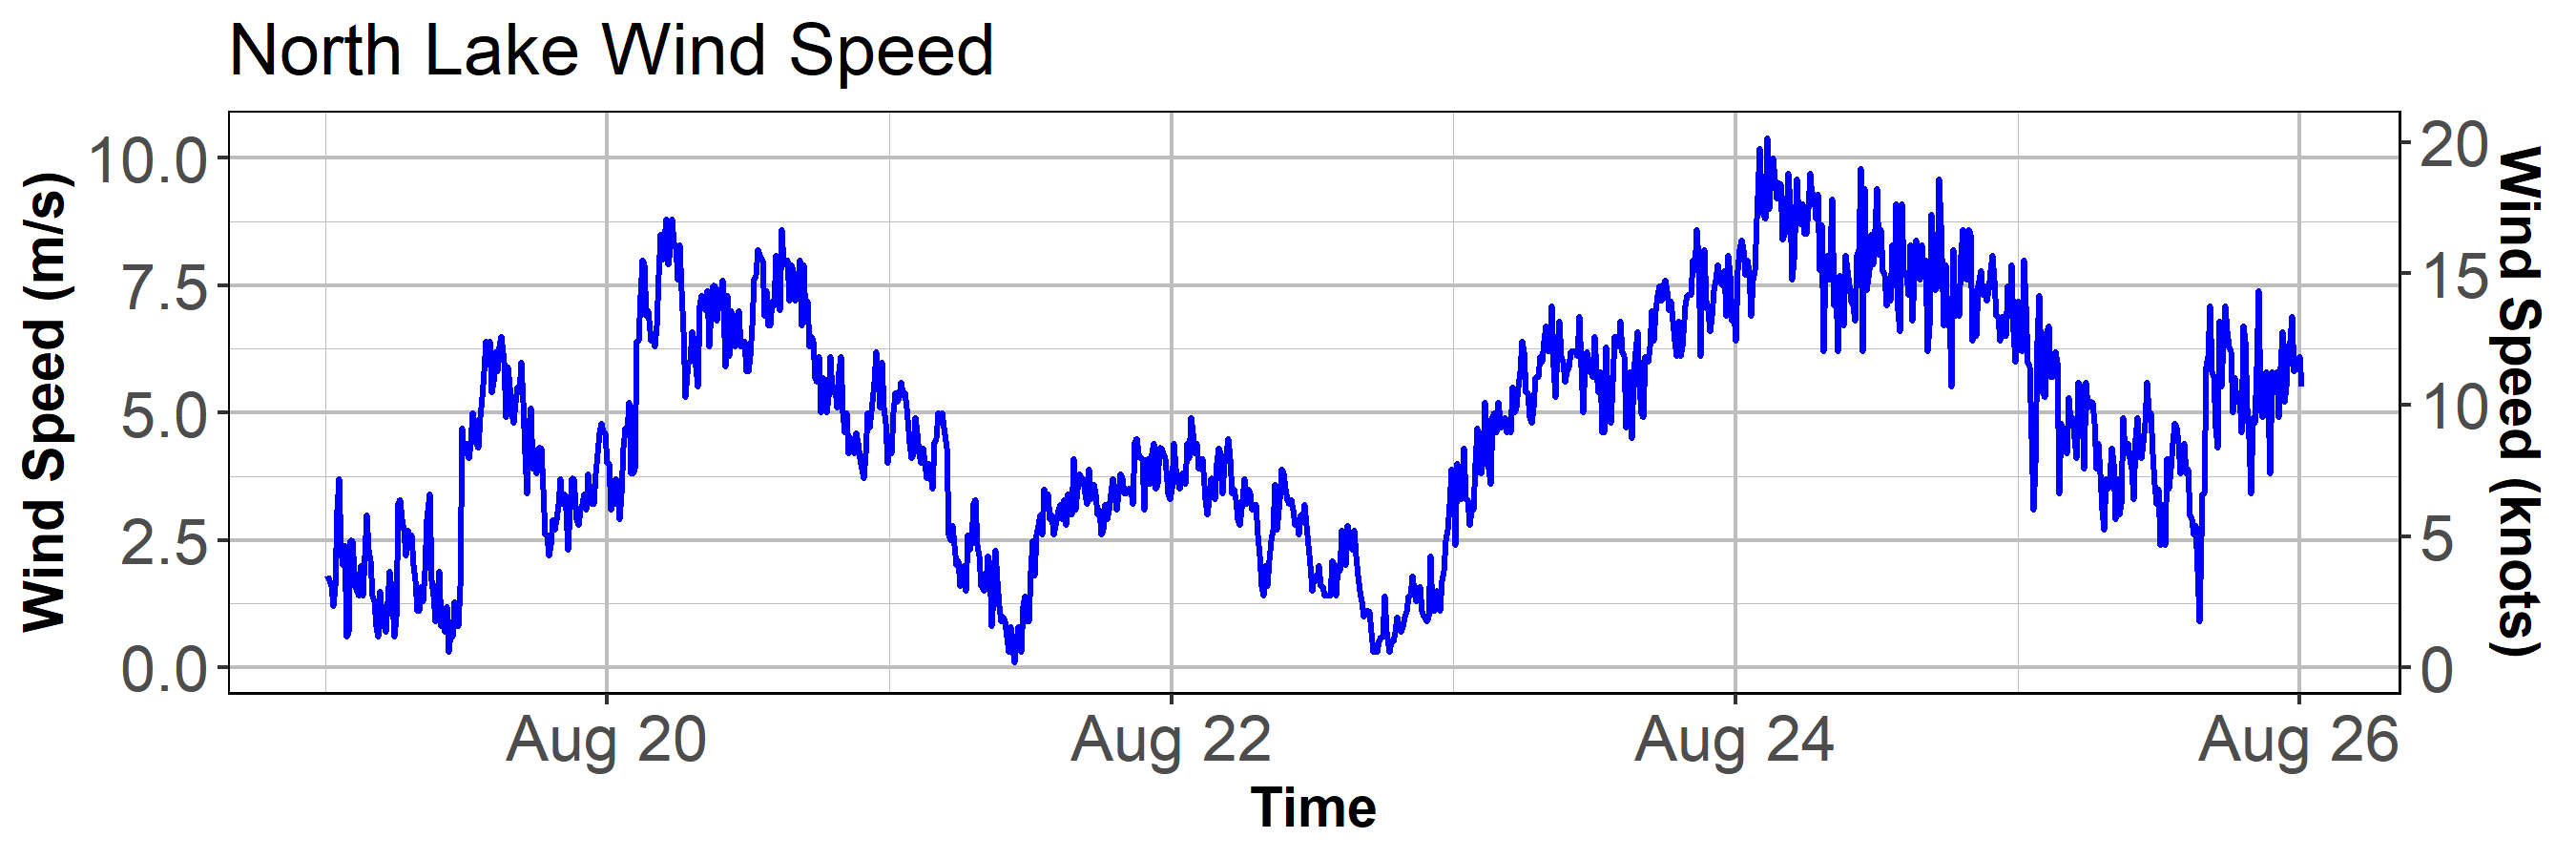 North Lake Wind Speed
Wind Speed (m/s)
10.0
7.5
5.0
2.5
0.0
20
15
10
5
0
Wind Speed (knots)
Aug 20
Aug 22
Aug 24
Aug 26
Time